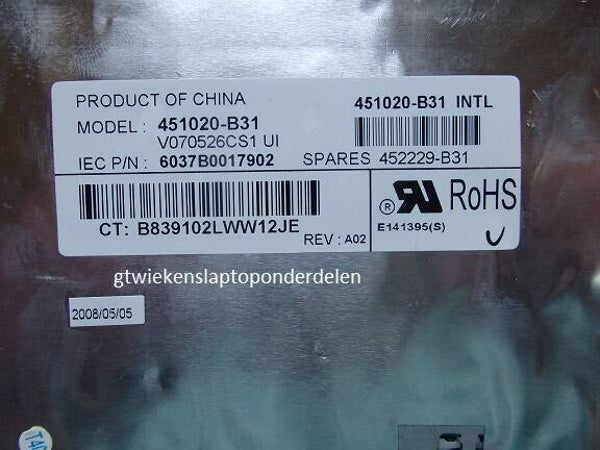 PRODUCT OF CHINA
451020-B31 INTL
MODEL : 451020-B31
V070526CS1 UI
IEC P/N : 6037B0017902
SPARES 452229-B31
CT: B839102LWW12JE
REV : A02
® RU RoHS
E141395(S)
gtwiekenslaptoponderdelen
2008/05/05